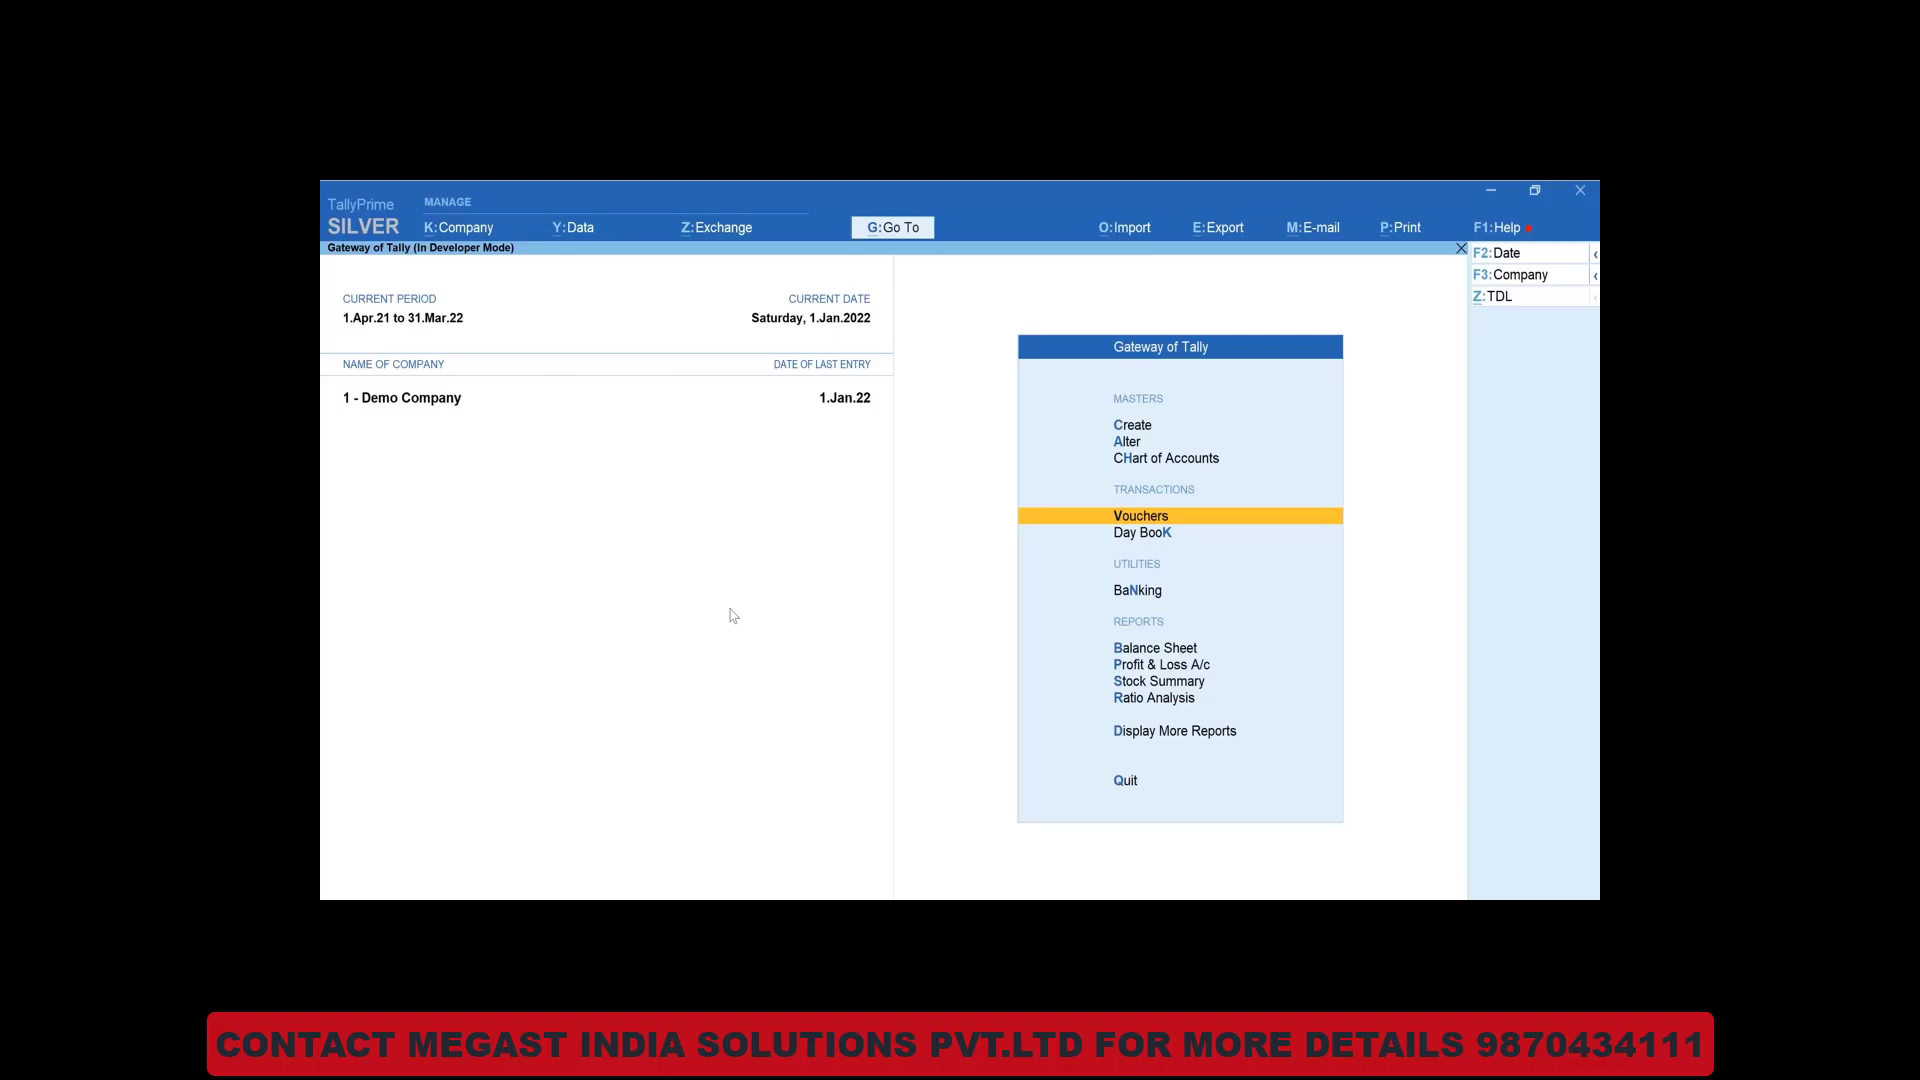 TallyPrime
SILVER
MANAGE
K:Company Y:Data Z:Exchange G:Go To O:Import E:Export M:E-mail P:Print F1:Help
Gateway of Tally (In Developer Mode)
F2:Date
F3:Company
Z:TDL
CURRENT PERIOD CURRENT DATE
1.Apr.21 to 31.Mar.22 Saturday, 1.Jan.2022
NAME OF COMPANY DATE OF LAST ENTRY
1 - Demo Company 1.Jan.22
Gateway of Tally
MASTERS
Create
Alter
CHart of Accounts
TRANSACTIONS
Vouchers
Day BooK
UTILITIES
BaNking
REPORTS
Balance Sheet
Profit & Loss A/c
Stock Summary
Ratio Analysis
Display More Reports
Quit
CONTACT MEGAST INDIA SOLUTIONS PVT.LTD FOR MORE DETAILS 9870434111